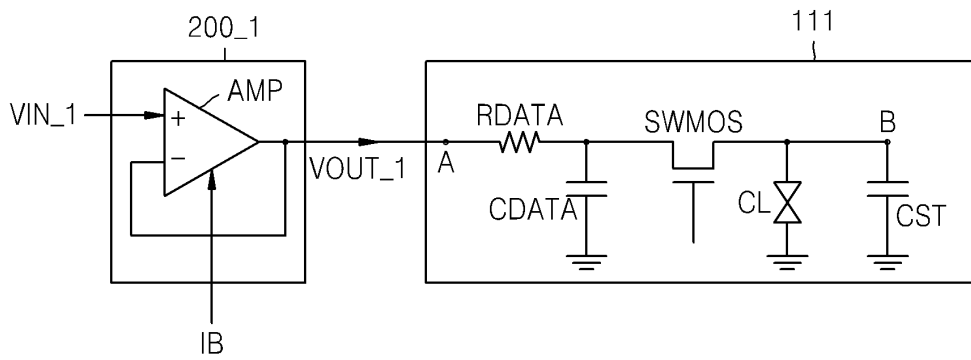 200_1
111
AMP
VIN_1
+
−
VOUT_1
IB
A
RDATA
CDATA
SWMOS
CL
B
CST